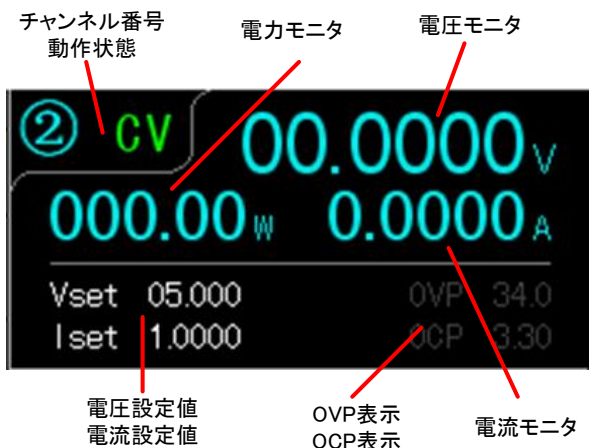 チャンネル番号
動作状態
電力モニタ
電圧モニタ
② CV
00.0000 V
000.00 W
0.0000 A
Vset 05.000
OVP 34.0
Iset 1.0000
OCP 3.30
電圧設定値
電流設定値
OVP表示
OCP表示
電流モニタ